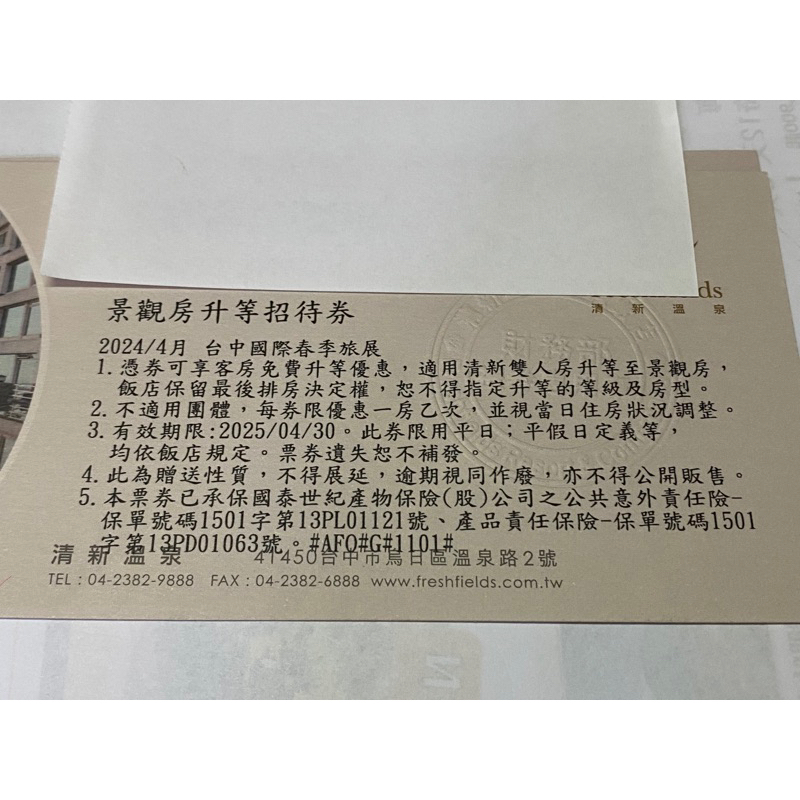 ds
清新溫泉
財務部
景觀房升等招待券
2024/4月 台中國際春季旅展
1.憑券可享客房免費升等優惠，適用清新雙人房升等至景觀房，
飯店保留最後排房決定權，恕不得指定升等的等級及房型。
2.不適用團體，每券限優惠一房乙次，並視當日住房狀況調整。
3.有效期限:2025/04/30。此券限用平日；平假日定義等，
均依飯店規定。票券遺失恕不補發。
4.此為贈送性質，不得展延，逾期視同作廢，亦不得公開販售。
5.本票券已承保國泰世紀產物保險(股)公司之公共意外責任險-
保單號碼1501字第13PL01121號、產品責任保險-保單號碼1501
字第13PD01063號。#AFO#G#1101#
清新溫泉 41450台中市烏日區溫泉路2號
TEL : 04-2382-9888 FAX : 04-2382-6888 www.freshfields.com.tw